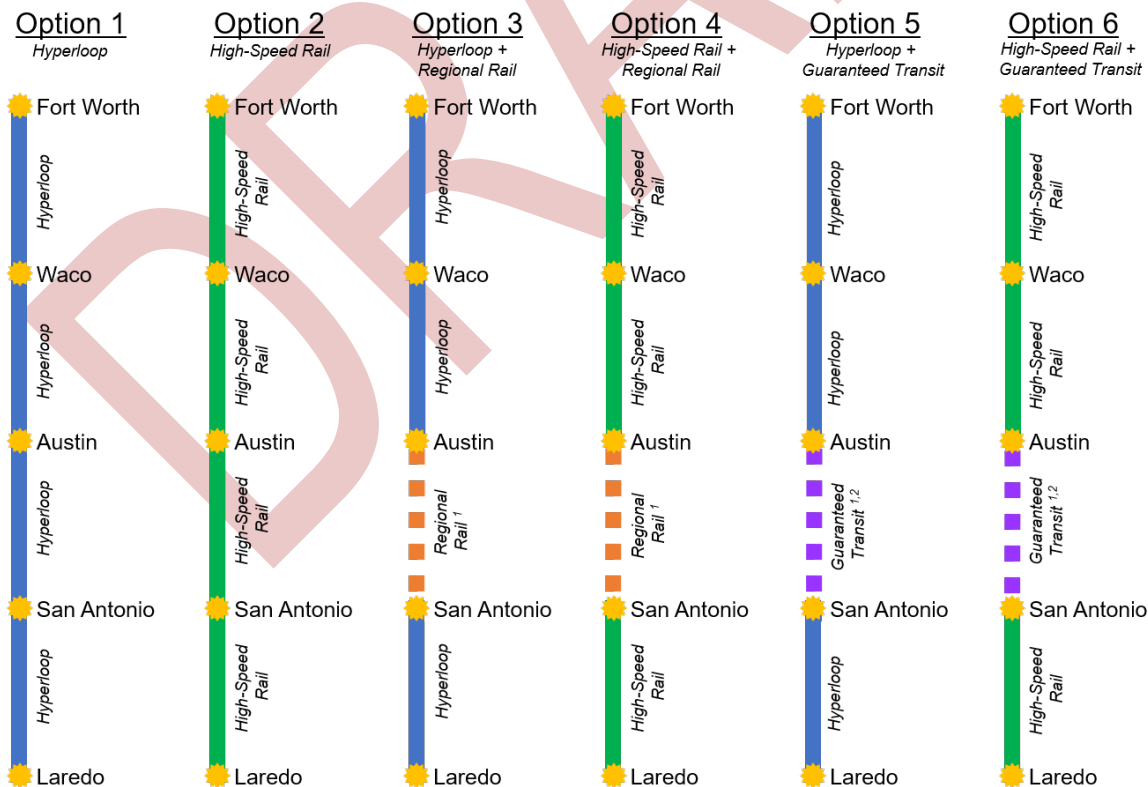 Option 1
Hyperloop
Fort Worth
Hyperloop
Waco
Hyperloop
Austin
Hyperloop
San Antonio
Hyperloop
Laredo
Option 2
High-Speed Rail
Fort Worth
High-Speed
Rail
Waco
High-Speed
Rail
Austin
High-Speed
Rail
San Antonio
High-Speed
Rail
Laredo
Option 3
Hyperloop +
Regional Rail
Fort Worth
Hyperloop
Waco
Hyperloop
Austin
Regional
Rail 1
San Antonio
Hyperloop
Laredo
Option 4
High-Speed Rail +
Regional Rail
Fort Worth
High-Speed
Rail
Waco
High-Speed
Rail
Austin
Regional
Rail 1
San Antonio
High-Speed
Rail
Laredo
Option 5
Hyperloop +
Guaranteed Transit
Fort Worth
Hyperloop
Waco
Hyperloop
Austin
Guaranteed
Transit 1,2
San Antonio
Hyperloop
Laredo
Option 6
High-Speed Rail +
Guaranteed Transit
Fort Worth
High-Speed
Rail
Waco
High-Speed
Rail
Austin
Guaranteed
Transit 1,2
San Antonio
High-Speed
Rail
Laredo
DRA